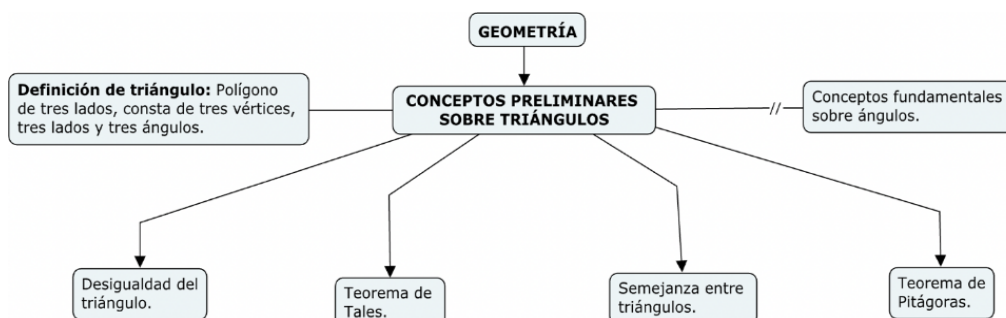 GEOMETRÍA
Definición de triángulo: Polígono
de tres lados, consta de tres vértices,
tres lados y tres ángulos.
CONCEPTOS PRELIMINARES
SOBRE TRIÁNGULOS
//
Conceptos fundamentales
sobre ángulos.
Desigualdad del
triángulo.
Teorema de
Tales.
Semejanza entre
triángulos.
Teorema de
Pitágoras.